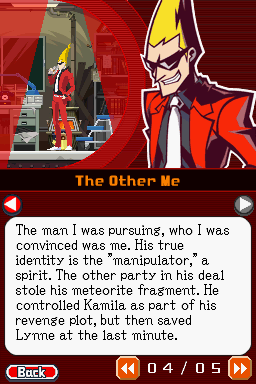 The Other Me
The man I was pursuing, who I was
convinced was me. His true
identity is the "manipulator," a
spirit. The other party in his deal
stole his meteorite fragment. He
controlled Kamila as part of his
revenge plot, but then saved
Lynne at the last minute.
Back
04/05